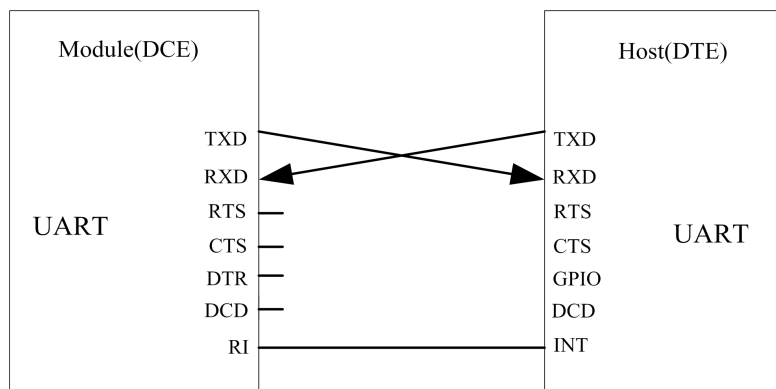 Module(DCE)
Host(DTE)
TXD
TXD
RXD
RXD
RTS
RTS
UART
UART
CTS
CTS
DTR
GPIO
DCD
DCD
RI
INT